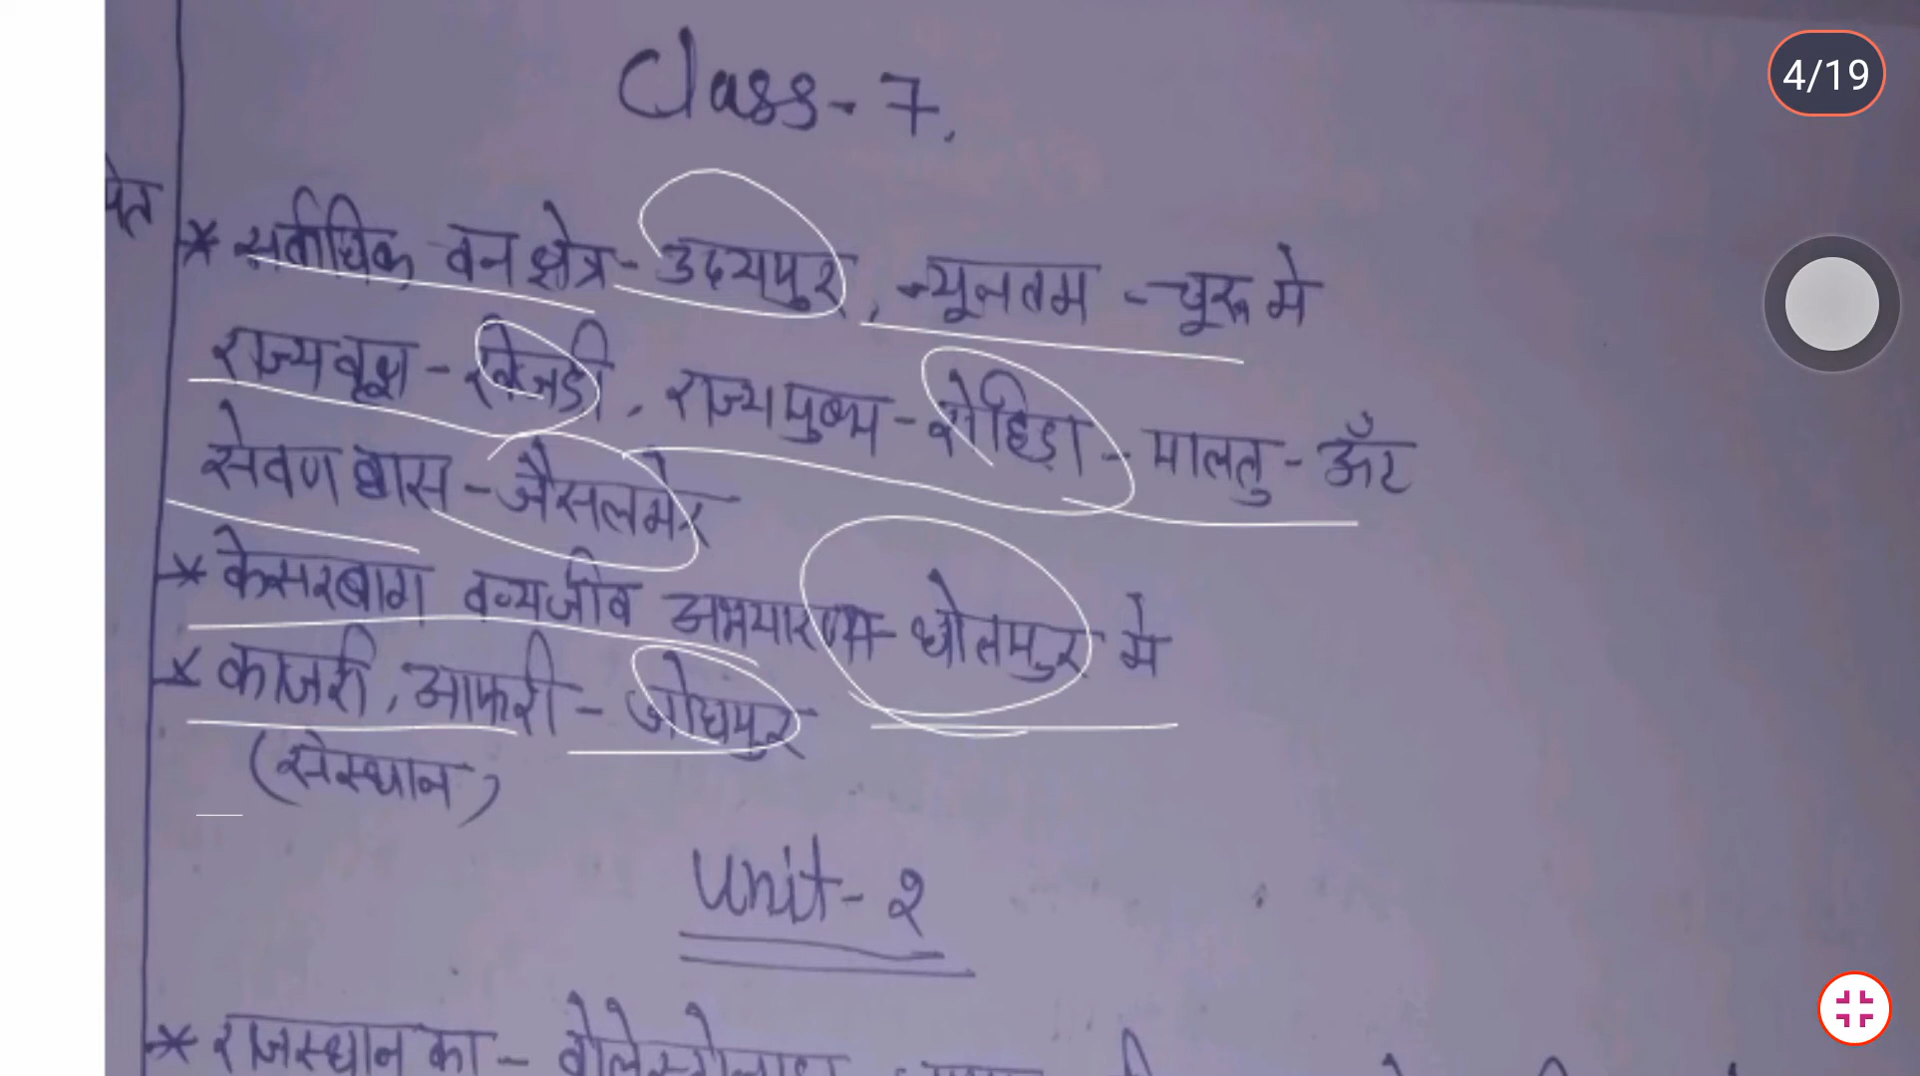 4/19
Class-7.
* सर्वाधिक वन क्षेत्र - उदयपुर, न्यूनतम - चूरू मे
राज्यवृक्ष - खेजडी, राज्यपुष्प - रोहिडा - पालतु - ऊँट
सेवण घास - जैसलमेर
* केसरबाग वन्यजीव अभ्यारण्य - धोलपुर मे
* काजरी, आफरी - जोधपुर
(संस्थान)
Unit-2
* राजस्थान का -